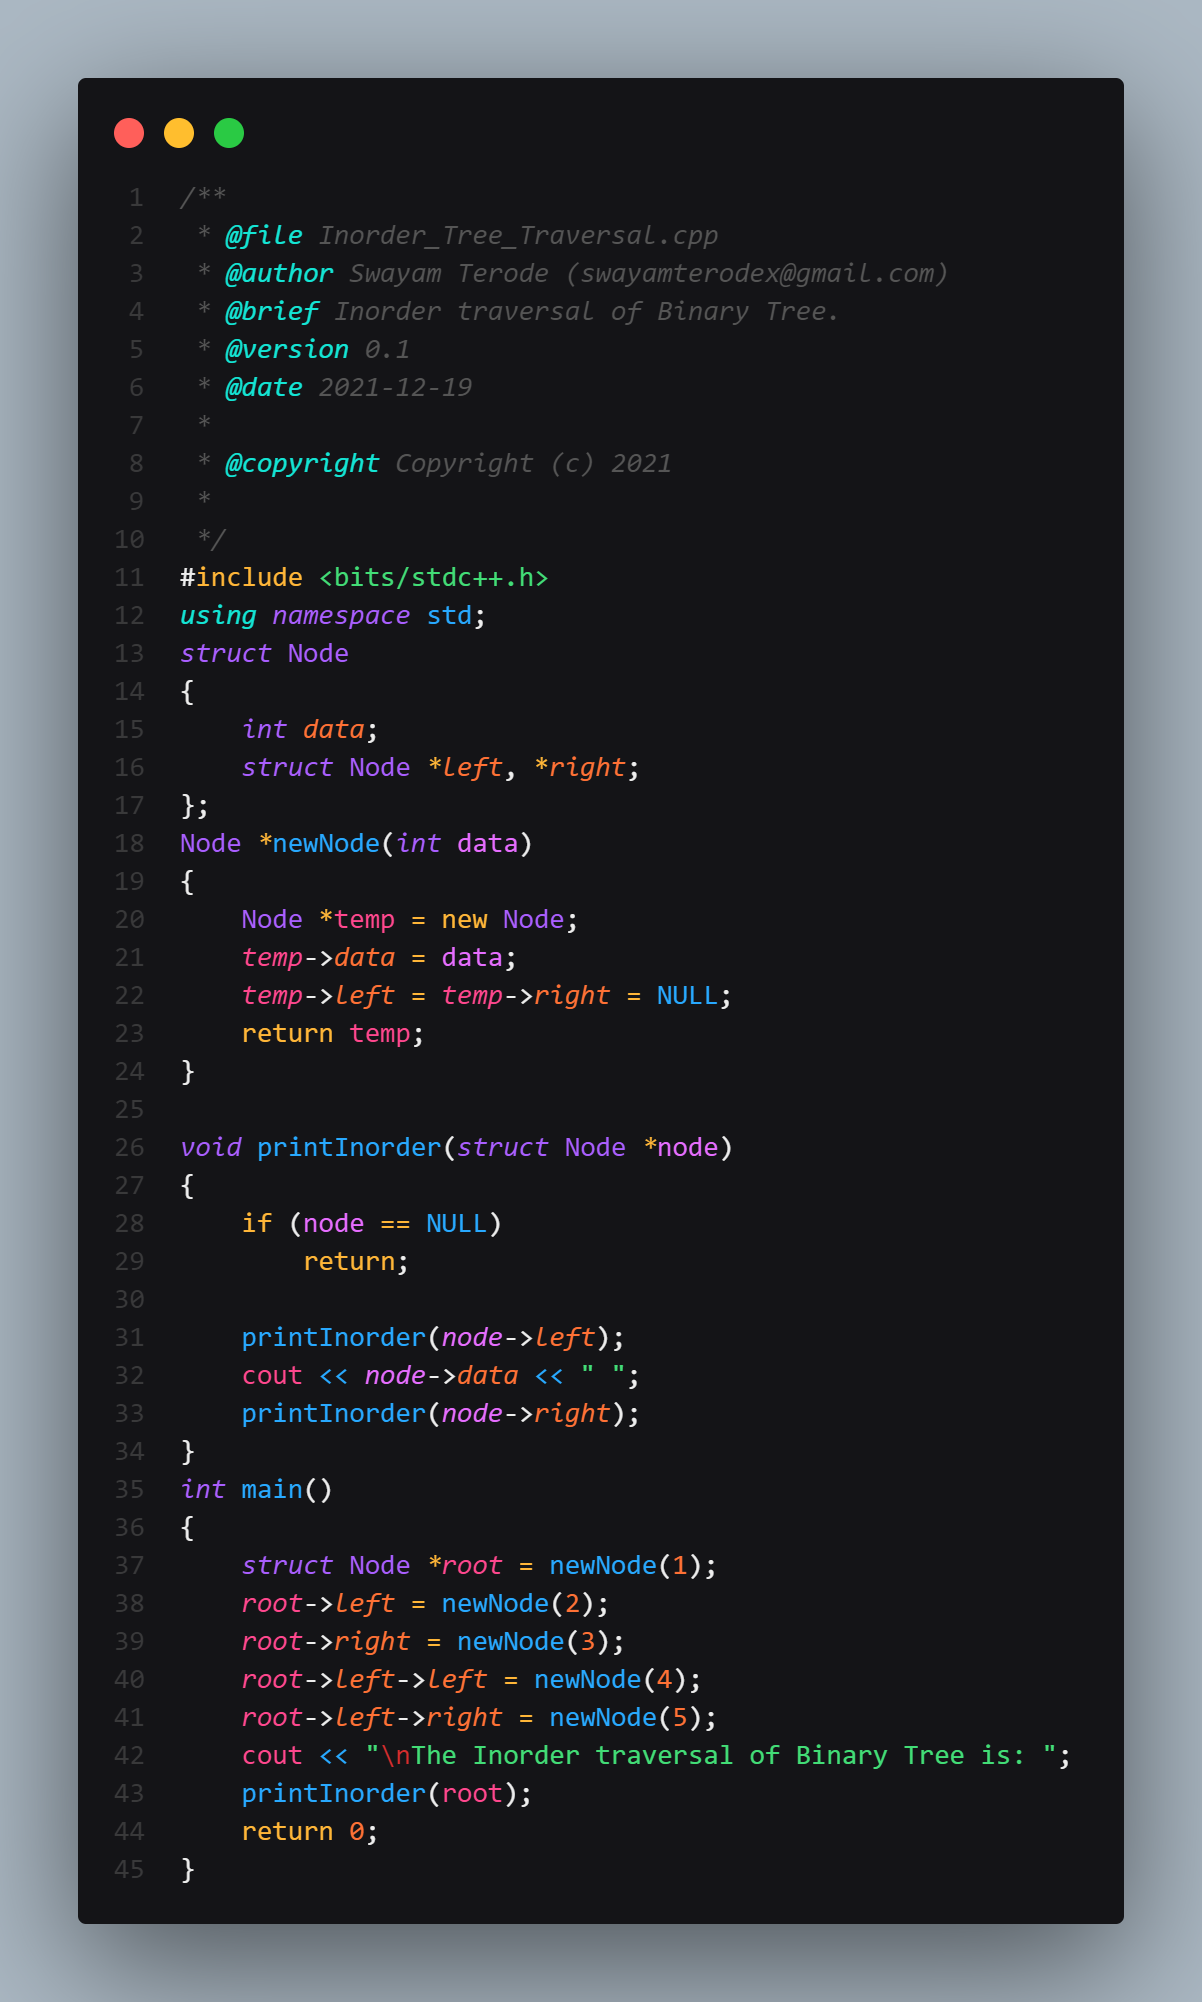 1 /**
2  * @file Inorder_Tree_Traversal.cpp
3  * @author Swayam Terode (swayamterodex@gmail.com)
4  * @brief Inorder traversal of Binary Tree.
5  * @version 0.1
6  * @date 2021-12-19
7  *
8  * @copyright Copyright (c) 2021
9  *
10  */
11 #include <bits/stdc++.h>
12 using namespace std;
13 struct Node
14 {
15     int data;
16     struct Node *left, *right;
17 };
18 Node *newNode(int data)
19 {
20     Node *temp = new Node;
21     temp->data = data;
22     temp->left = temp->right = NULL;
23     return temp;
24 }
25
26 void printInorder(struct Node *node)
27 {
28     if (node == NULL)
29         return;
30
31     printInorder(node->left);
32     cout << node->data << " ";
33     printInorder(node->right);
34 }
35 int main()
36 {
37     struct Node *root = newNode(1);
38     root->left = newNode(2);
39     root->right = newNode(3);
40     root->left->left = newNode(4);
41     root->left->right = newNode(5);
42     cout << "\nThe Inorder traversal of Binary Tree is: ";
43     printInorder(root);
44     return 0;
45 }